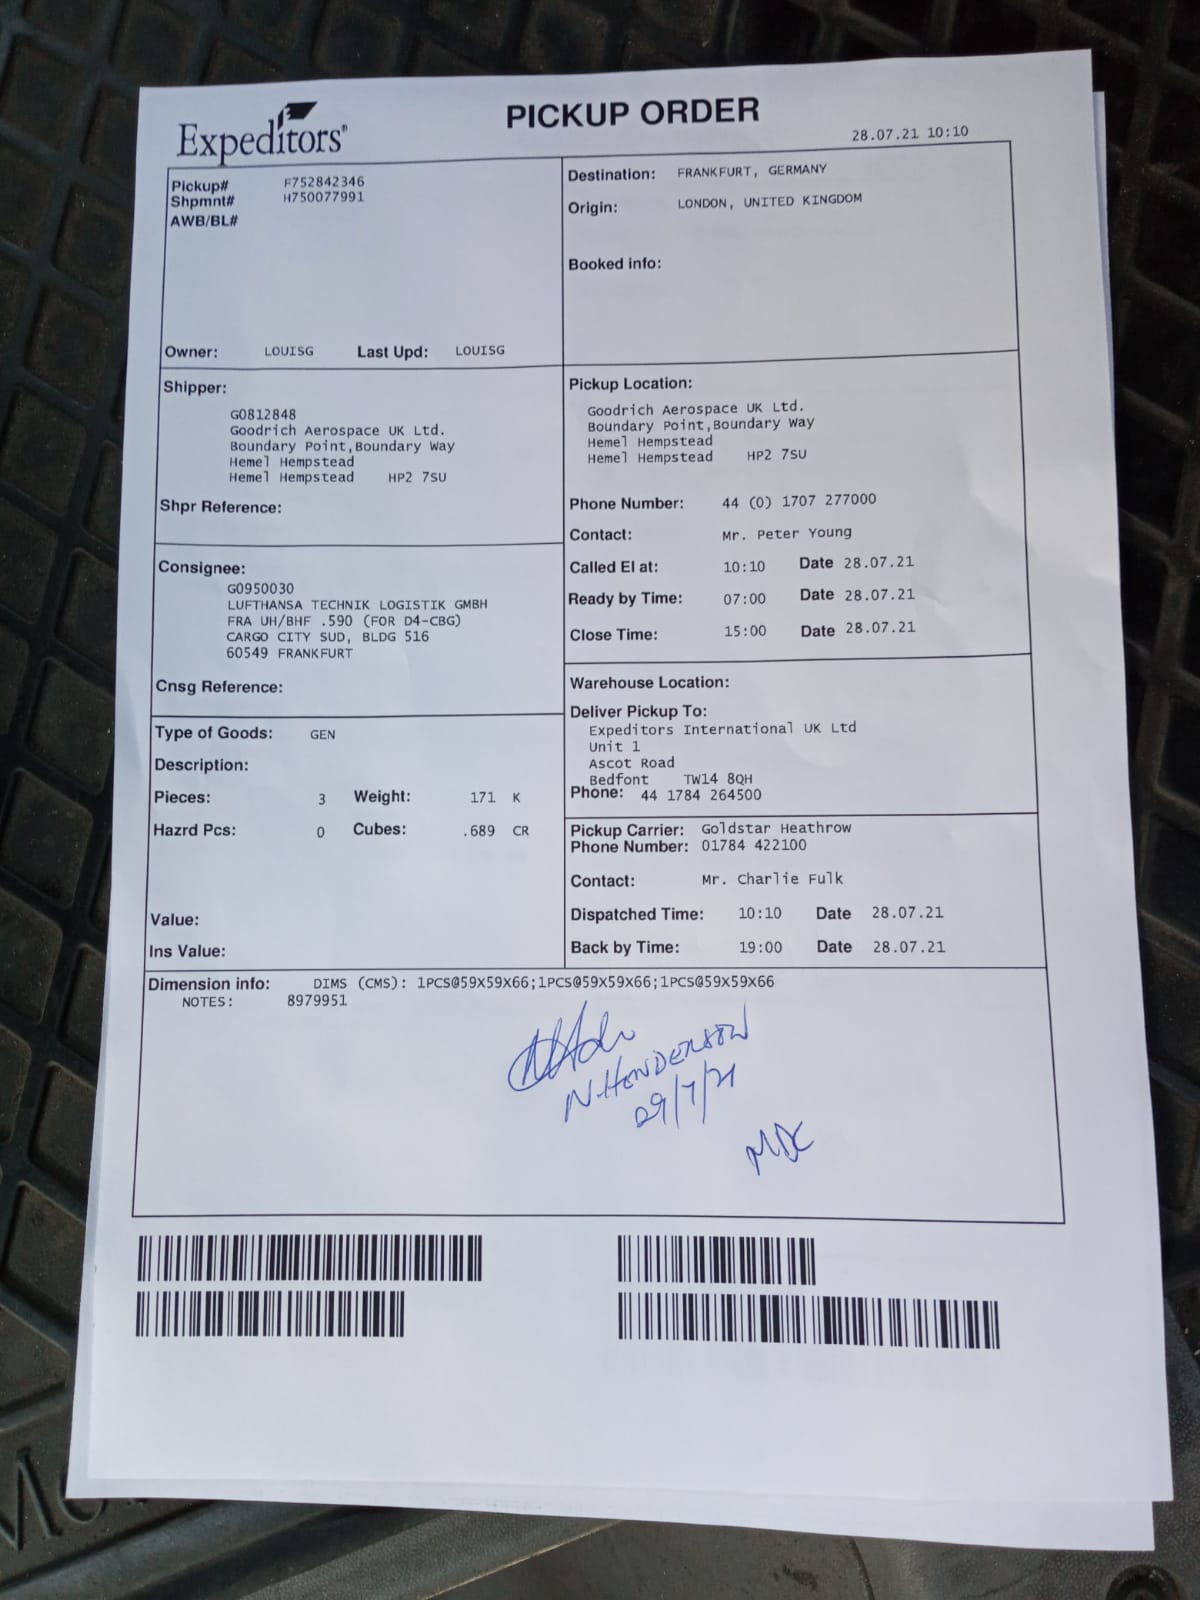 Expeditors®
PICKUP ORDER
28.07.21 10:10
Pickup# F752842346
Shpmnt# H750077991
AWB/BL#
Owner: LOUISG Last Upd: LOUISG
Destination: FRANKFURT, GERMANY
Origin: LONDON, UNITED KINGDOM
Booked info:
Shipper:
G0812848
Goodrich Aerospace UK Ltd.
Boundary Point,Boundary Way
Hemel Hempstead
Hemel Hempstead HP2 7SU
Shpr Reference:
Pickup Location:
Goodrich Aerospace UK Ltd.
Boundary Point,Boundary Way
Hemel Hempstead
Hemel Hempstead HP2 7SU
Phone Number: 44 (0) 1707 277000
Contact: Mr. Peter Young
Called EI at: 10:10 Date 28.07.21
Ready by Time: 07:00 Date 28.07.21
Close Time: 15:00 Date 28.07.21
Consignee:
G0950030
LUFTHANSA TECHNIK LOGISTIK GMBH
FRA UH/BHF .590 (FOR D4-CBG)
CARGO CITY SUD, BLDG 516
60549 FRANKFURT
Cnsg Reference:
Warehouse Location:
Deliver Pickup To:
Expeditors International UK Ltd
Unit 1
Ascot Road
Bedfont TW14 8QH
Phone: 44 1784 264500
Type of Goods: GEN
Description:
Pieces: 3 Weight: 171 K
Hazrd Pcs: 0 Cubes: .689 CR
Value:
Ins Value:
Pickup Carrier: Goldstar Heathrow
Phone Number: 01784 422100
Contact: Mr. Charlie Fulk
Dispatched Time: 10:10 Date 28.07.21
Back by Time: 19:00 Date 28.07.21
Dimension info: DIMS (CMS): 1PCS@59X59X66;1PCS@59X59X66;1PCS@59X59X66
NOTES: 8979951
N.HENDERSON
29/7/21